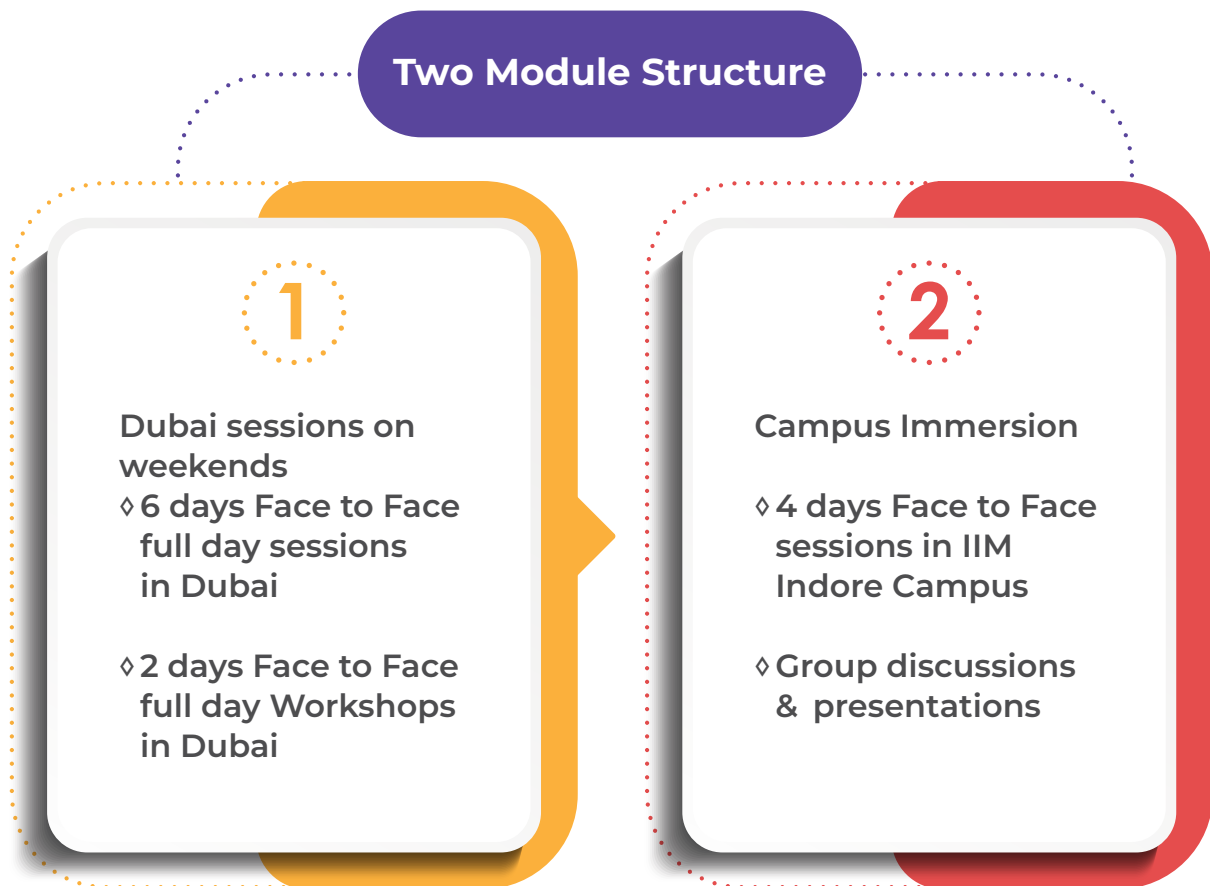 Two Module Structure
1
Dubai sessions on
weekends
◊ 6 days Face to Face
full day sessions
in Dubai
◊ 2 days Face to Face
full day Workshops
in Dubai
2
Campus Immersion
◊ 4 days Face to Face
sessions in IIM
Indore Campus
◊ Group discussions
& presentations